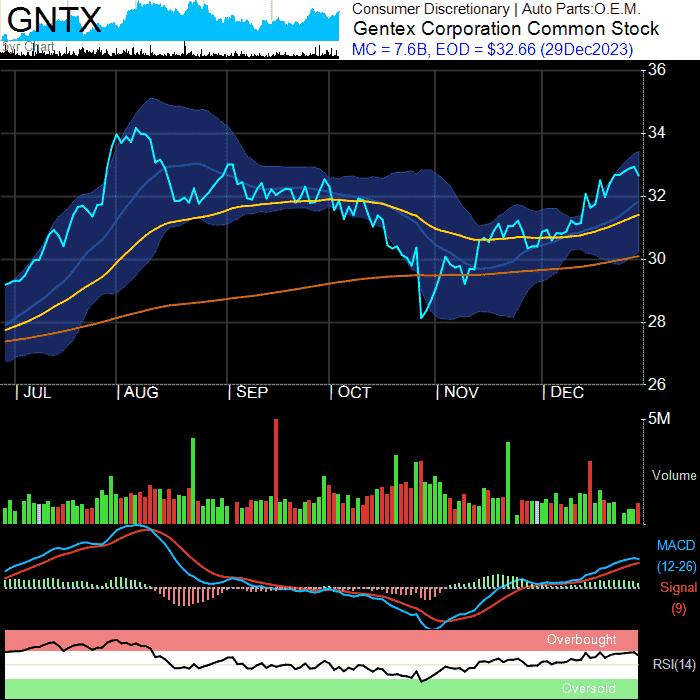 GNTX
5yr Chart
Consumer Discretionary | Auto Parts:O.E.M.
Gentex Corporation Common Stock
MC = 7.6B, EOD = $32.66 (29Dec2023)
36
34
32
30
28
26
| JUL | AUG | SEP | OCT | NOV | DEC
5M
Volume
MACD
(12-26)
Signal
(9)
Overbought
RSI(14)
Oversold